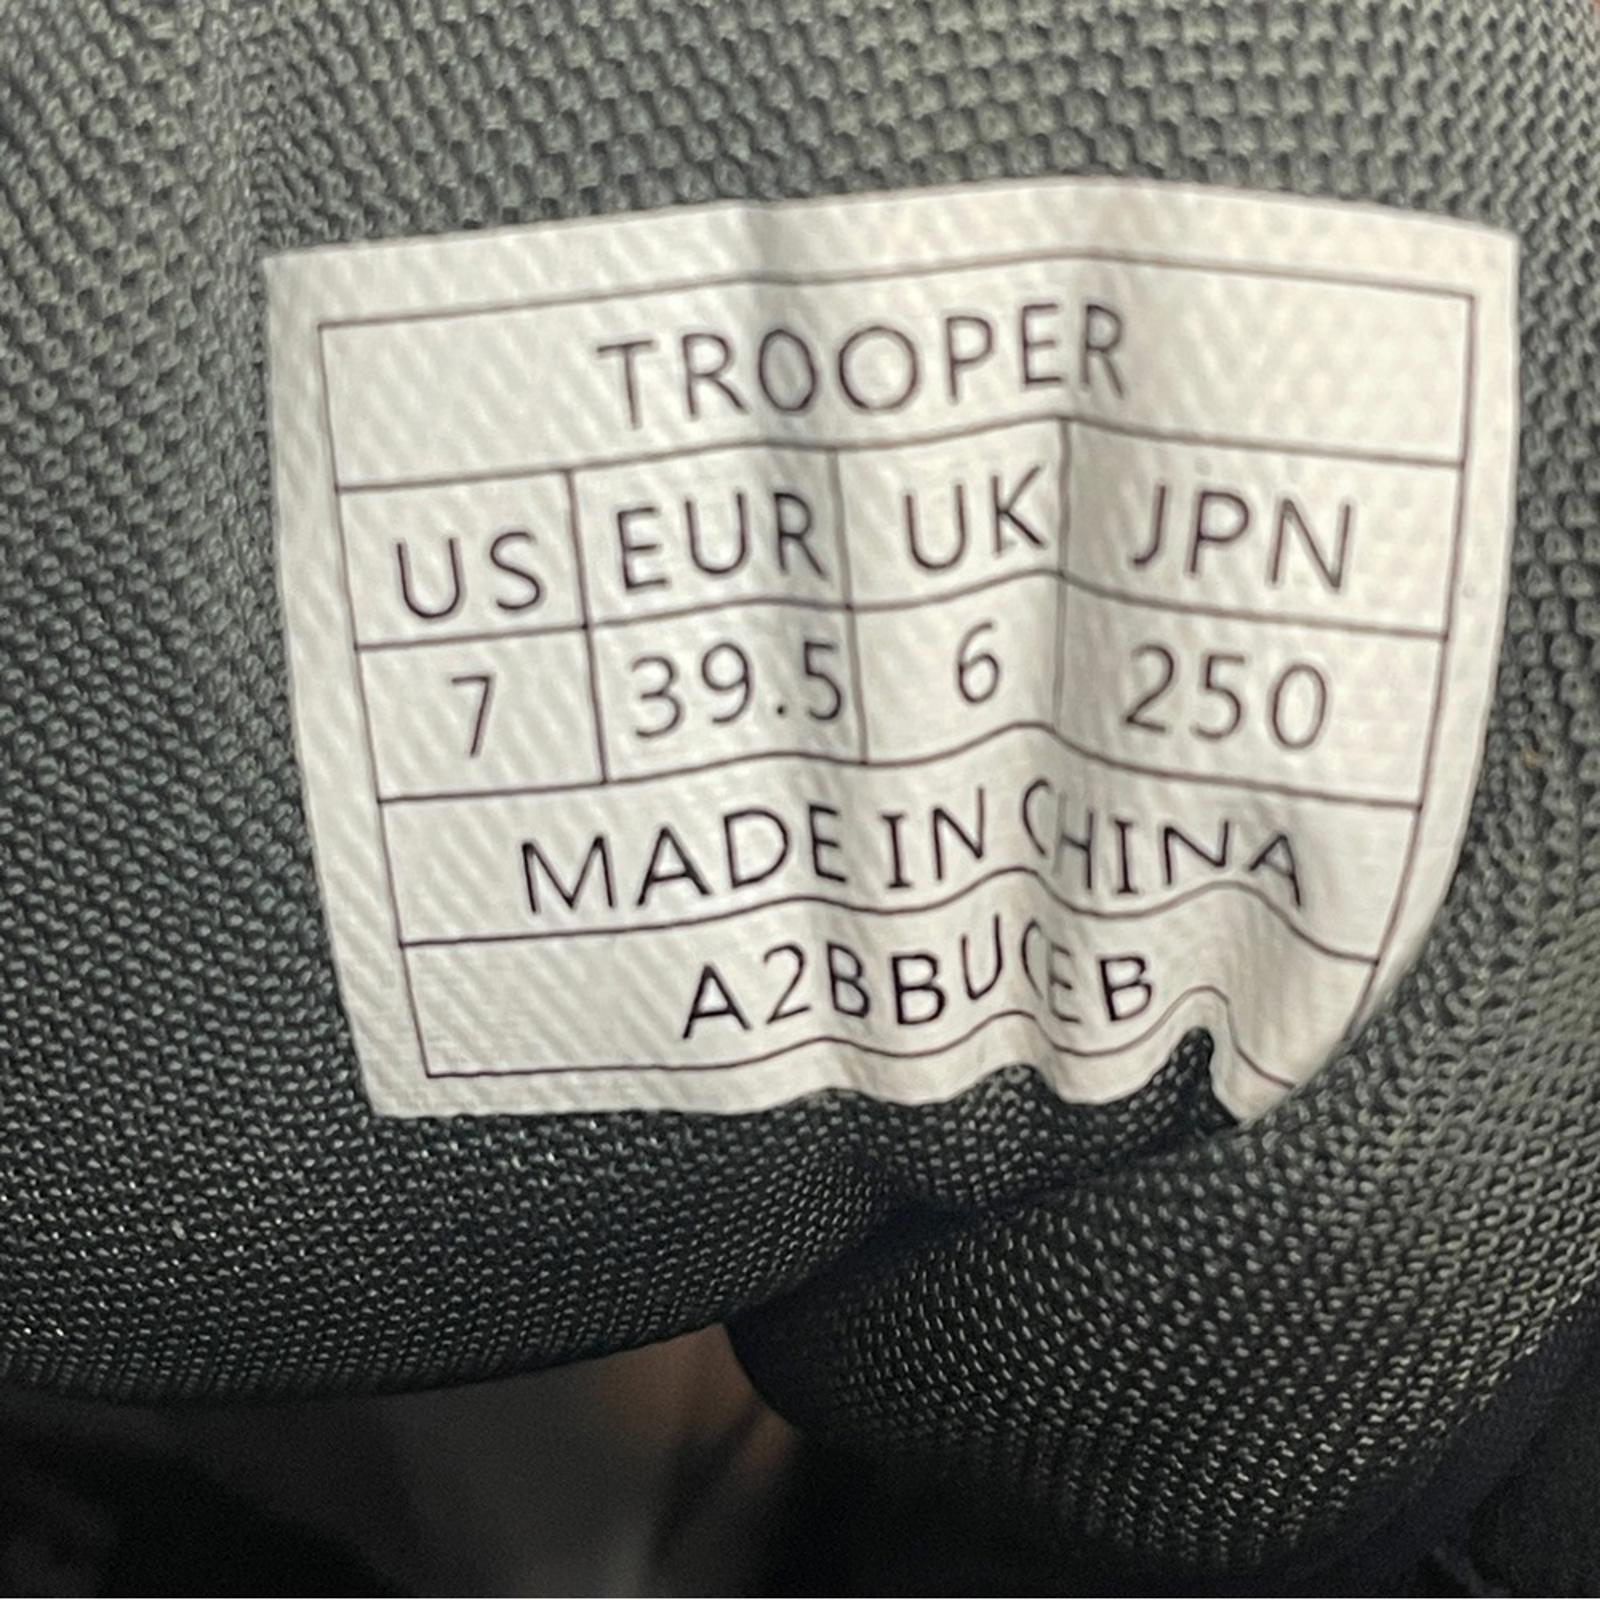 TROOPER
US EUR UK JPN
7 39.5 6 250
MADE IN CHINA
A2BBUCEB